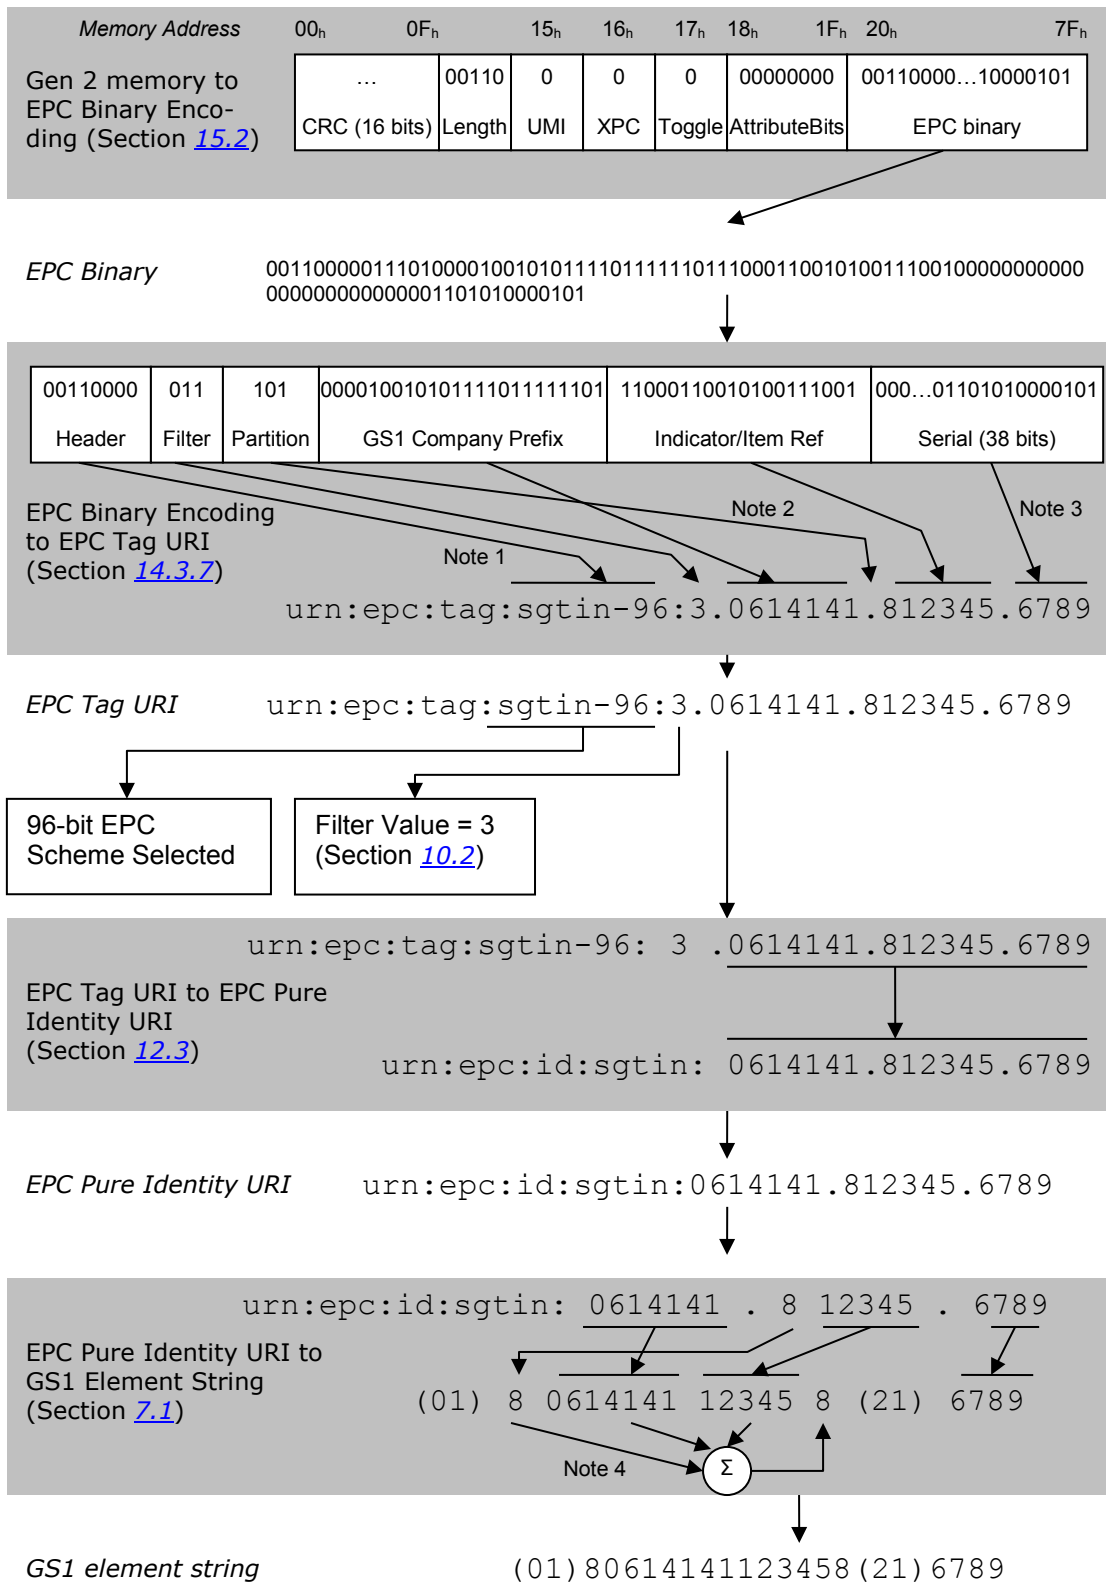 Memory Address 00h 0Fh 15h 16h 17h 18h 1Fh 20h 7Fh
Gen 2 memory to
EPC Binary Enco-
ding (Section 15.2)
... 00110 0 0 0 00000000 00110000...10000101
CRC (16 bits) Length UMI XPC Toggle AttributeBits EPC binary
EPC Binary
001100000111010000100101011110111111011100011001010011100100000000000
000000000000001101010000101
00110000 011 101 000010010101111011111101 11000110010100111001 000...01101010000101
Header Filter Partition GS1 Company Prefix Indicator/Item Ref Serial (38 bits)
EPC Binary Encoding
to EPC Tag URI
(Section 14.3.7)
Note 1
Note 2
Note 3
urn:epc:tag:sgtin-96:3.0614141.812345.6789
EPC Tag URI urn:epc:tag:sgtin-96:3.0614141.812345.6789
96-bit EPC
Scheme Selected
Filter Value = 3
(Section 10.2)
urn:epc:tag:sgtin-96: 3 .0614141.812345.6789
EPC Tag URI to EPC Pure
Identity URI
(Section 12.3)
urn:epc:id:sgtin: 0614141.812345.6789
EPC Pure Identity URI urn:epc:id:sgtin:0614141.812345.6789
urn:epc:id:sgtin: 0614141 . 8 12345 . 6789
EPC Pure Identity URI to
GS1 Element String
(Section 7.1)
(01) 8 0614141 12345 8 (21) 6789
Note 4 Σ
GS1 element string (01)80614141123458(21)6789